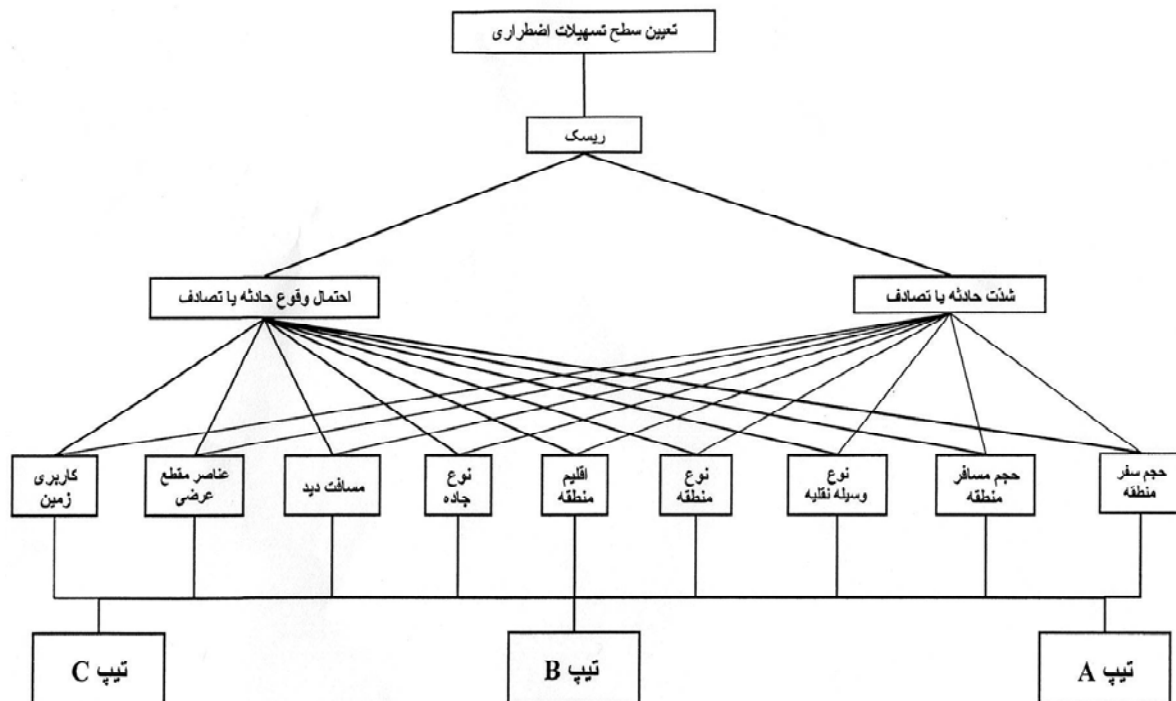 تعیین سطح تسهیلات اضطراری
ریسک
شدّت حادثه یا تصادف
احتمال وقوع حادثه یا تصادف
حجم سفر
منطقه
حجم مسافر
منطقه
نوع
وسیله نقلیه
نوع
منطقه
اقلیم
منطقه
نوع
جاده
مسافت دید
عناصر مقطع
عرضی
کاربری
زمین
تیپ A
تیپ B
تیپ C